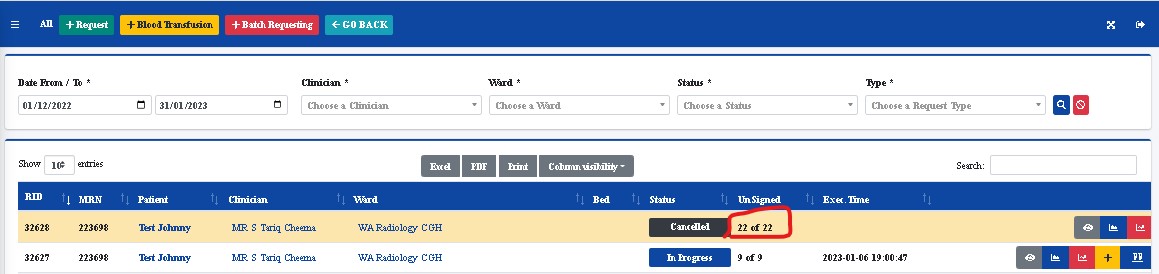 All + Request + Blood Transfusion + Batch Requesting ← GO BACK
Date From / To * Clinician * Ward * Status * Type *
01/12/2022 31/01/2023 Choose a Clinician Choose a Ward Choose a Status Choose a Request Type
Show 10 entries Excel PDF Print Column visibility Search:
RID MRN Patient Clinician Ward Bed Status UnSigned Exec. Time
32628 223698 Test Johnny MR S Tariq Cheema WA Radiology CGH Cancelled 22 of 22
32627 223698 Test Johnny MR S Tariq Cheema WA Radiology CGH In Progress 9 of 9 2023-01-06 19:00:47